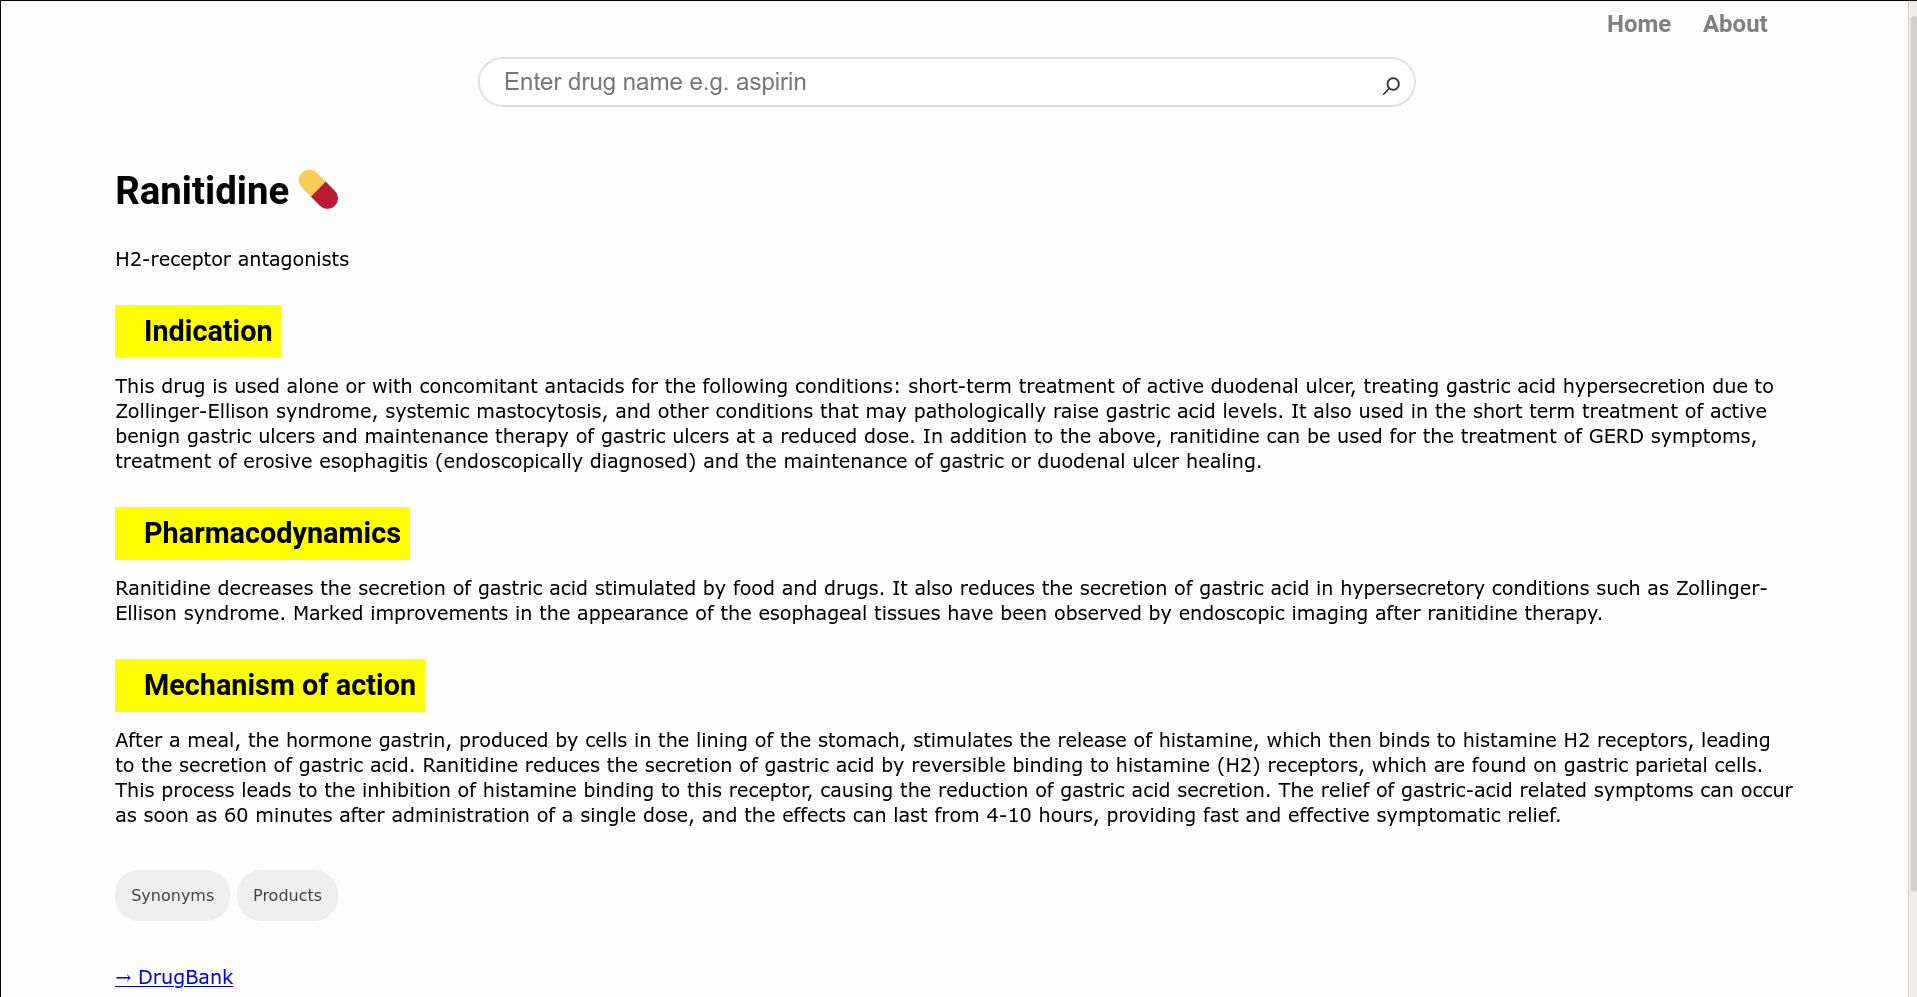 Home About
Enter drug name e.g. aspirin
Ranitidine
H2-receptor antagonists
Indication
This drug is used alone or with concomitant antacids for the following conditions: short-term treatment of active duodenal ulcer, treating gastric acid hypersecretion due to
Zollinger-Ellison syndrome, systemic mastocytosis, and other conditions that may pathologically raise gastric acid levels. It also used in the short term treatment of active
benign gastric ulcers and maintenance therapy of gastric ulcers at a reduced dose. In addition to the above, ranitidine can be used for the treatment of GERD symptoms,
treatment of erosive esophagitis (endoscopically diagnosed) and the maintenance of gastric or duodenal ulcer healing.
Pharmacodynamics
Ranitidine decreases the secretion of gastric acid stimulated by food and drugs. It also reduces the secretion of gastric acid in hypersecretory conditions such as Zollinger-
Ellison syndrome. Marked improvements in the appearance of the esophageal tissues have been observed by endoscopic imaging after ranitidine therapy.
Mechanism of action
After a meal, the hormone gastrin, produced by cells in the lining of the stomach, stimulates the release of histamine, which then binds to histamine H2 receptors, leading
to the secretion of gastric acid. Ranitidine reduces the secretion of gastric acid by reversible binding to histamine (H2) receptors, which are found on gastric parietal cells.
This process leads to the inhibition of histamine binding to this receptor, causing the reduction of gastric acid secretion. The relief of gastric-acid related symptoms can occur
as soon as 60 minutes after administration of a single dose, and the effects can last from 4-10 hours, providing fast and effective symptomatic relief.
Synonyms Products
→ DrugBank